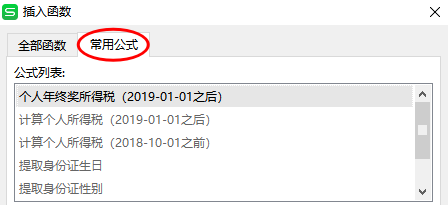 插入函数
全部函数 常用公式
公式列表:
个人年终奖所得税（2019-01-01之后）
计算个人所得税（2019-01-01之后）
计算个人所得税（2018-10-01之前）
提取身份证生日
提取身份证性别